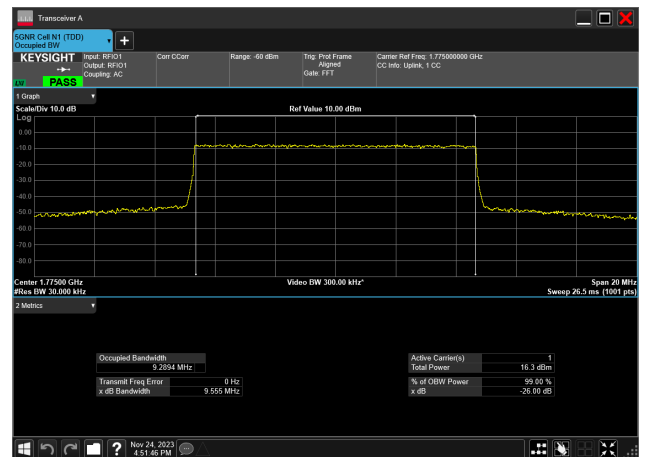 Transceiver A
5GNR Cell N1 (TDD)
Occupied BW
KEYSIGHT
LXI
PASS
Input: RFIO1
Output: RFIO1
Coupling: AC
Corr CCorr
Range: -60 dBm
Trig: Prot Frame
Aligned
Gate: FFT
Carrier Ref Freq: 1.775000000 GHz
CC Info: Uplink, 1 CC
1 Graph
Scale/Div 10.0 dB
Ref Value 10.00 dBm
Log
0.00
-10.0
-20.0
-30.0
-40.0
-50.0
-60.0
-70.0
-80.0
Center 1.77500 GHz
Video BW 300.00 kHz*
Span 20 MHz
#Res BW 30.000 kHz
Sweep 26.5 ms (1001 pts)
2 Metrics
Occupied Bandwidth
9.2894 MHz
Transmit Freq Error 0 Hz
x dB Bandwidth 9.555 MHz
Active Carrier(s) 1
Total Power 16.3 dBm
% of OBW Power 99.00 %
x dB -26.00 dB
Nov 24, 2023
4:51:46 PM